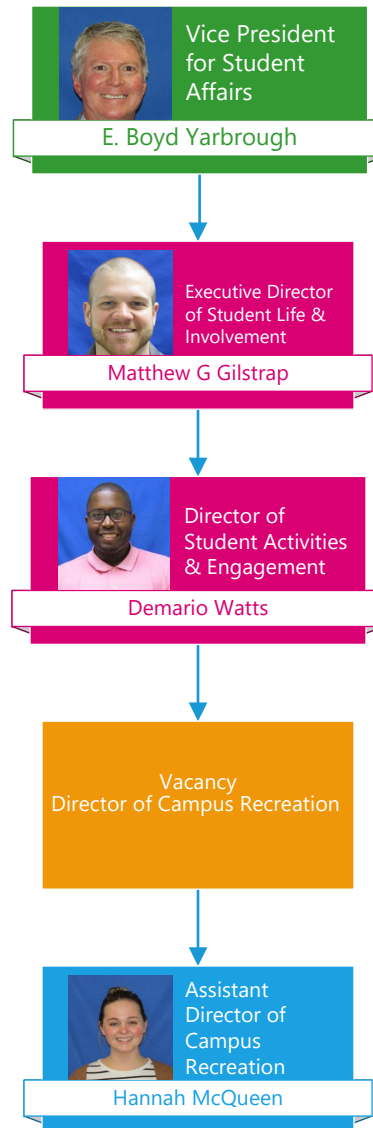 Vice President
for Student
Affairs
E. Boyd Yarbrough
Executive Director
of Student Life &
Involvement
Matthew G Gilstrap
Director of
Student Activities
& Engagement
Demario Watts
Vacancy
Director of Campus Recreation
Assistant
Director of
Campus
Recreation
Hannah McQueen